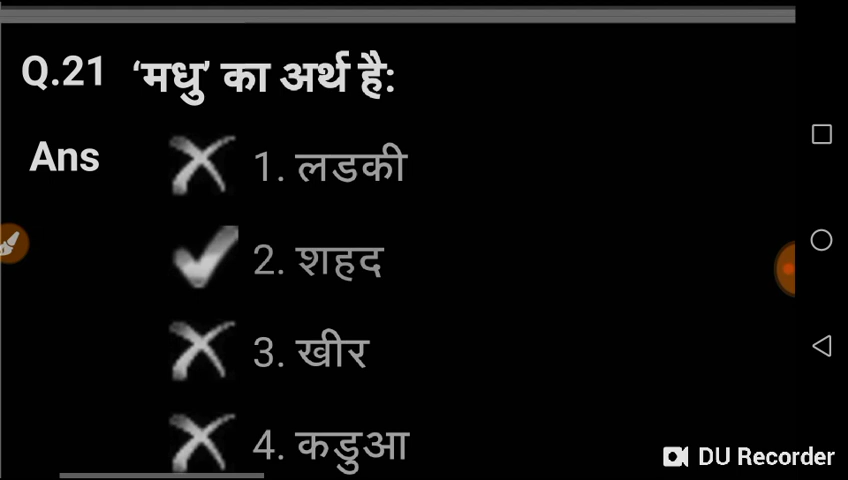 Q.21 ‘मधु’ का अर्थ है:
Ans 1. लडकी
2. शहद
3. खीर
4. कडुआ
DU Recorder